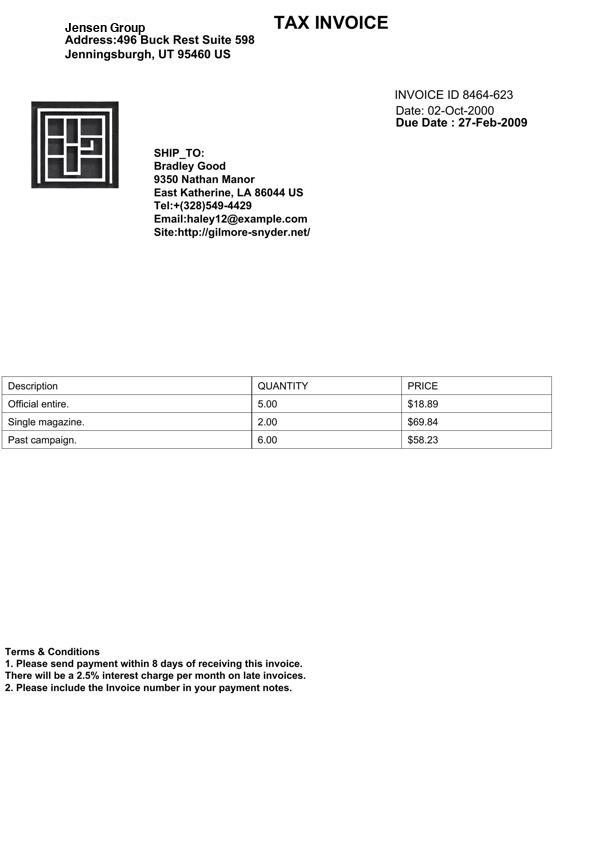 TAX INVOICE
Jensen Group
Address:496 Buck Rest Suite 598
Jenningsburgh, UT 95460 US
INVOICE ID 8464-623
Date: 02-Oct-2000
Due Date : 27-Feb-2009
SHIP_TO:
Bradley Good
9350 Nathan Manor
East Katherine, LA 86044 US
Tel:+(328)549-4429
Email:haley12@example.com
Site:http://gilmore-snyder.net/
Description QUANTITY PRICE
Official entire. 5.00 $18.89
Single magazine. 2.00 $69.84
Past campaign. 6.00 $58.23
Terms & Conditions
1. Please send payment within 8 days of receiving this invoice.
There will be a 2.5% interest charge per month on late invoices.
2. Please include the Invoice number in your payment notes.